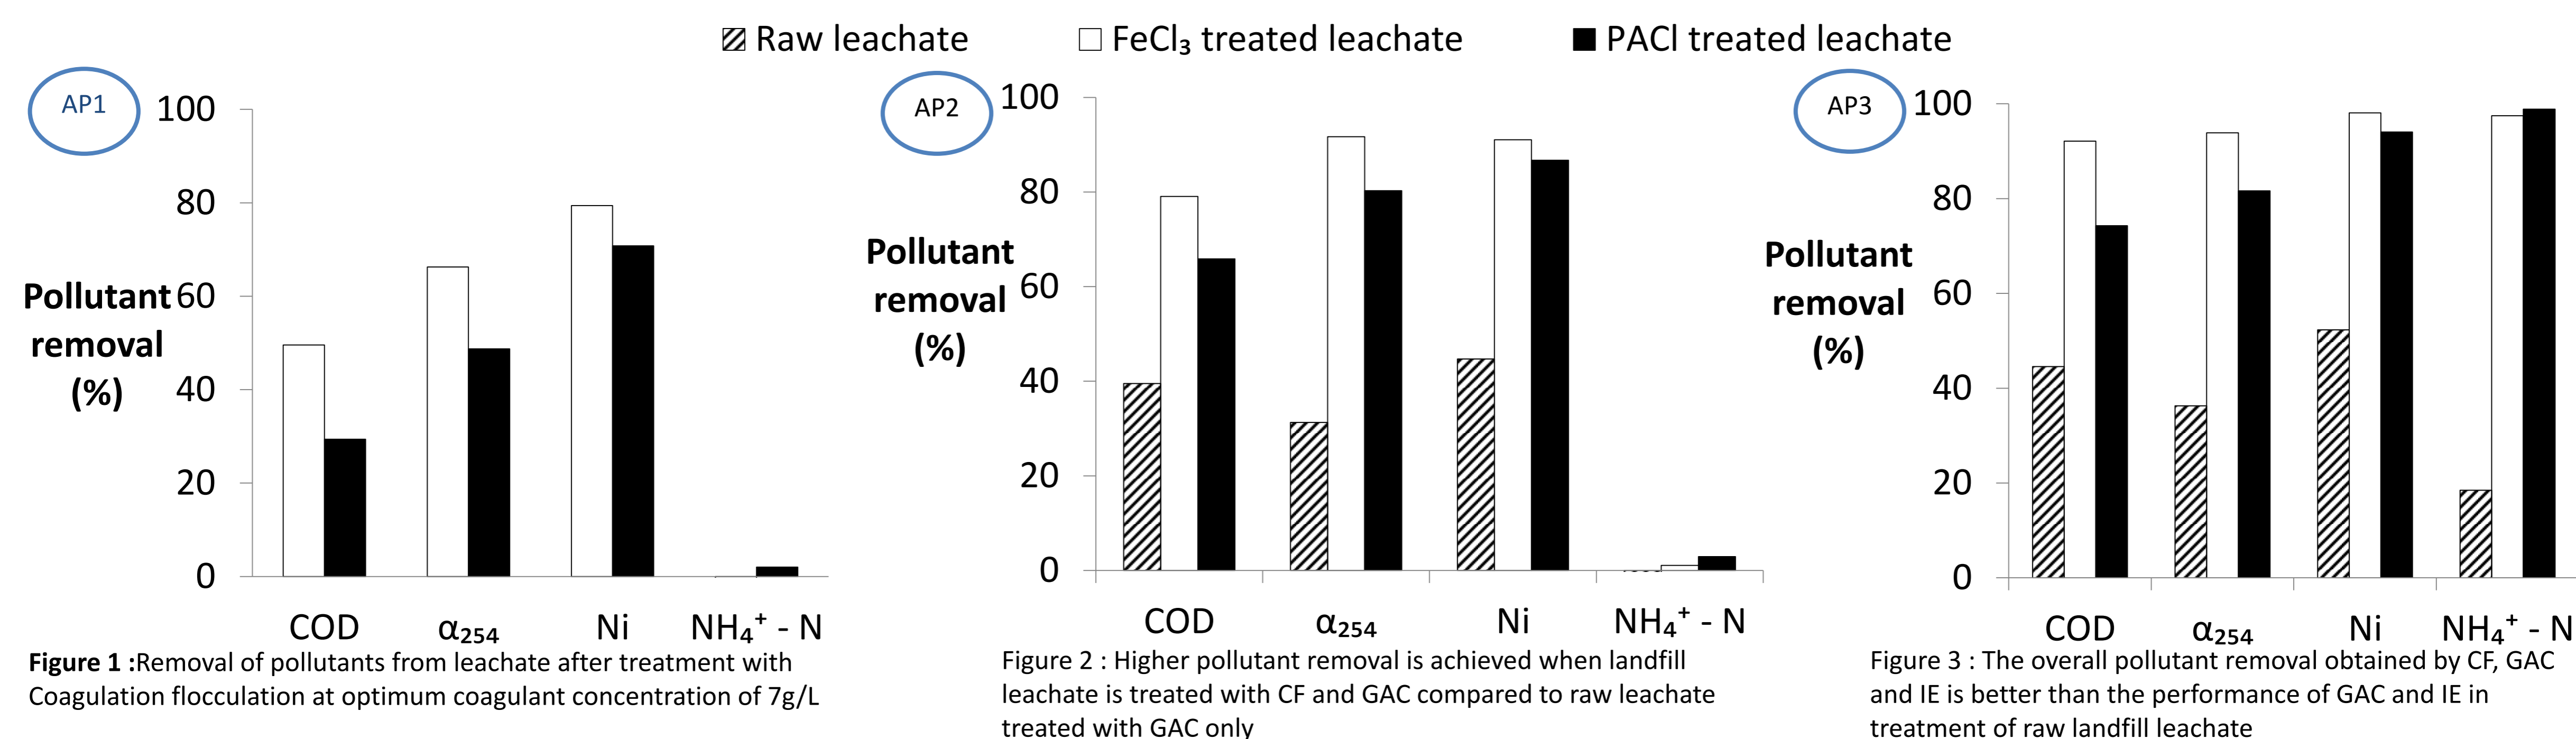 Raw leachate FeCl₃ treated leachate PACl treated leachate
AP1
100
80
60
40
20
0
Pollutant
removal
(%)
COD α₂₅₄ Ni NH₄⁺ - N
Figure 1 :Removal of pollutants from leachate after treatment with
Coagulation flocculation at optimum coagulant concentration of 7g/L
AP2
100
80
60
40
20
0
Pollutant
removal
(%)
COD α₂₅₄ Ni NH₄⁺ - N
Figure 2 : Higher pollutant removal is achieved when landfill
leachate is treated with CF and GAC compared to raw leachate
treated with GAC only
AP3
100
80
60
40
20
0
Pollutant
removal
(%)
COD α₂₅₄ Ni NH₄⁺ - N
Figure 3 : The overall pollutant removal obtained by CF, GAC
and IE is better than the performance of GAC and IE in
treatment of raw landfill leachate